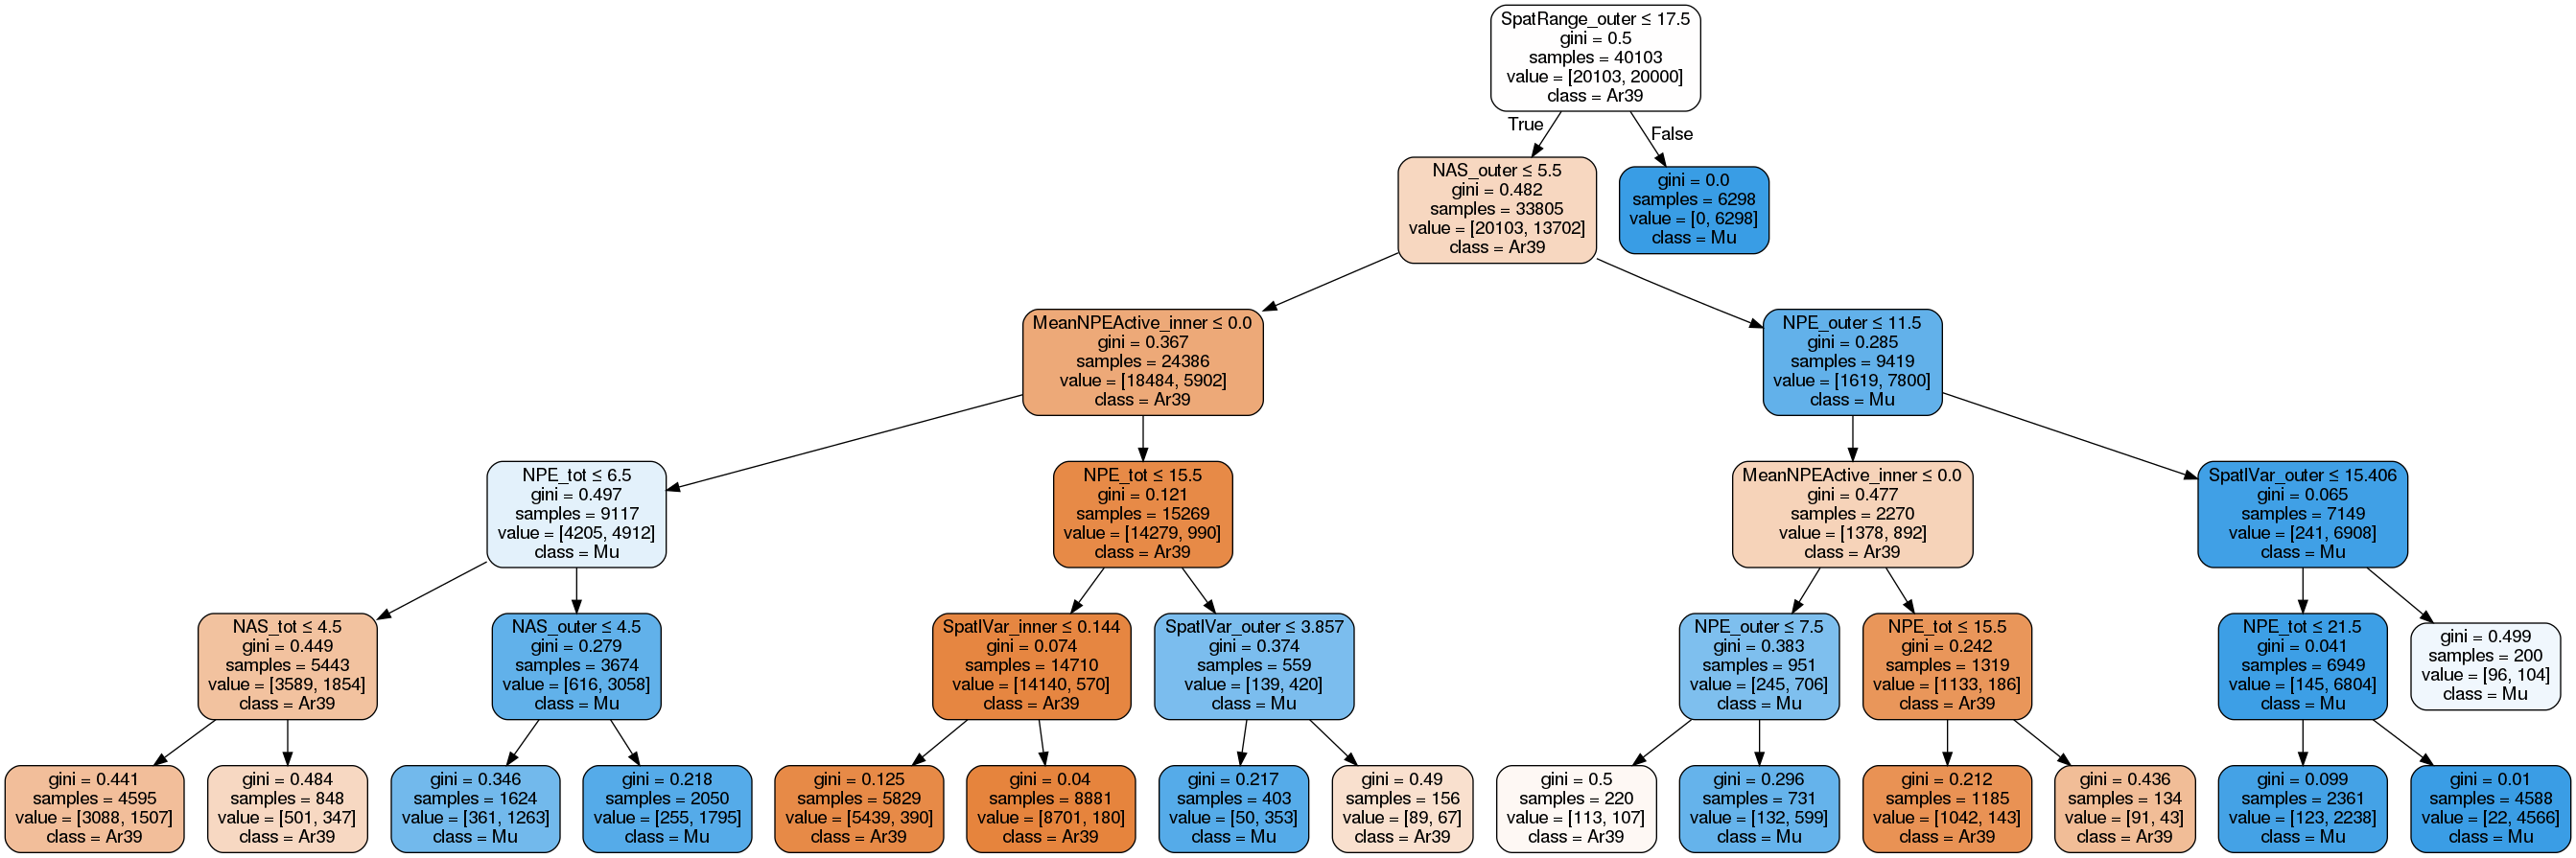 SpatRange_outer ≤ 17.5
gini = 0.5
samples = 40103
value = [20103, 20000]
class = Ar39
True
False
NAS_outer ≤ 5.5
gini = 0.482
samples = 33805
value = [20103, 13702]
class = Ar39
gini = 0.0
samples = 6298
value = [0, 6298]
class = Mu
MeanNPEActive_inner ≤ 0.0
gini = 0.367
samples = 24386
value = [18484, 5902]
class = Ar39
NPE_outer ≤ 11.5
gini = 0.285
samples = 9419
value = [1619, 7800]
class = Mu
NPE_tot ≤ 6.5
gini = 0.497
samples = 9117
value = [4205, 4912]
class = Mu
NPE_tot ≤ 15.5
gini = 0.121
samples = 15269
value = [14279, 990]
class = Ar39
MeanNPEActive_inner ≤ 0.0
gini = 0.477
samples = 2270
value = [1378, 892]
class = Ar39
SpatIVar_outer ≤ 15.406
gini = 0.065
samples = 7149
value = [241, 6908]
class = Mu
NAS_tot ≤ 4.5
gini = 0.449
samples = 5443
value = [3589, 1854]
class = Ar39
NAS_outer ≤ 4.5
gini = 0.279
samples = 3674
value = [616, 3058]
class = Mu
SpatIVar_inner ≤ 0.144
gini = 0.074
samples = 14710
value = [14140, 570]
class = Ar39
SpatIVar_outer ≤ 3.857
gini = 0.374
samples = 559
value = [139, 420]
class = Mu
NPE_outer ≤ 7.5
gini = 0.383
samples = 951
value = [245, 706]
class = Mu
NPE_tot ≤ 15.5
gini = 0.242
samples = 1319
value = [1133, 186]
class = Ar39
NPE_tot ≤ 21.5
gini = 0.041
samples = 6949
value = [145, 6804]
class = Mu
gini = 0.499
samples = 200
value = [96, 104]
class = Mu
gini = 0.441
samples = 4595
value = [3088, 1507]
class = Ar39
gini = 0.484
samples = 848
value = [501, 347]
class = Ar39
gini = 0.346
samples = 1624
value = [361, 1263]
class = Mu
gini = 0.218
samples = 2050
value = [255, 1795]
class = Mu
gini = 0.125
samples = 5829
value = [5439, 390]
class = Ar39
gini = 0.04
samples = 8881
value = [8701, 180]
class = Ar39
gini = 0.217
samples = 403
value = [50, 353]
class = Mu
gini = 0.49
samples = 156
value = [89, 67]
class = Ar39
gini = 0.5
samples = 220
value = [113, 107]
class = Ar39
gini = 0.296
samples = 731
value = [132, 599]
class = Mu
gini = 0.212
samples = 1185
value = [1042, 143]
class = Ar39
gini = 0.436
samples = 134
value = [91, 43]
class = Ar39
gini = 0.099
samples = 2361
value = [123, 2238]
class = Mu
gini = 0.01
samples = 4588
value = [22, 4566]
class = Mu